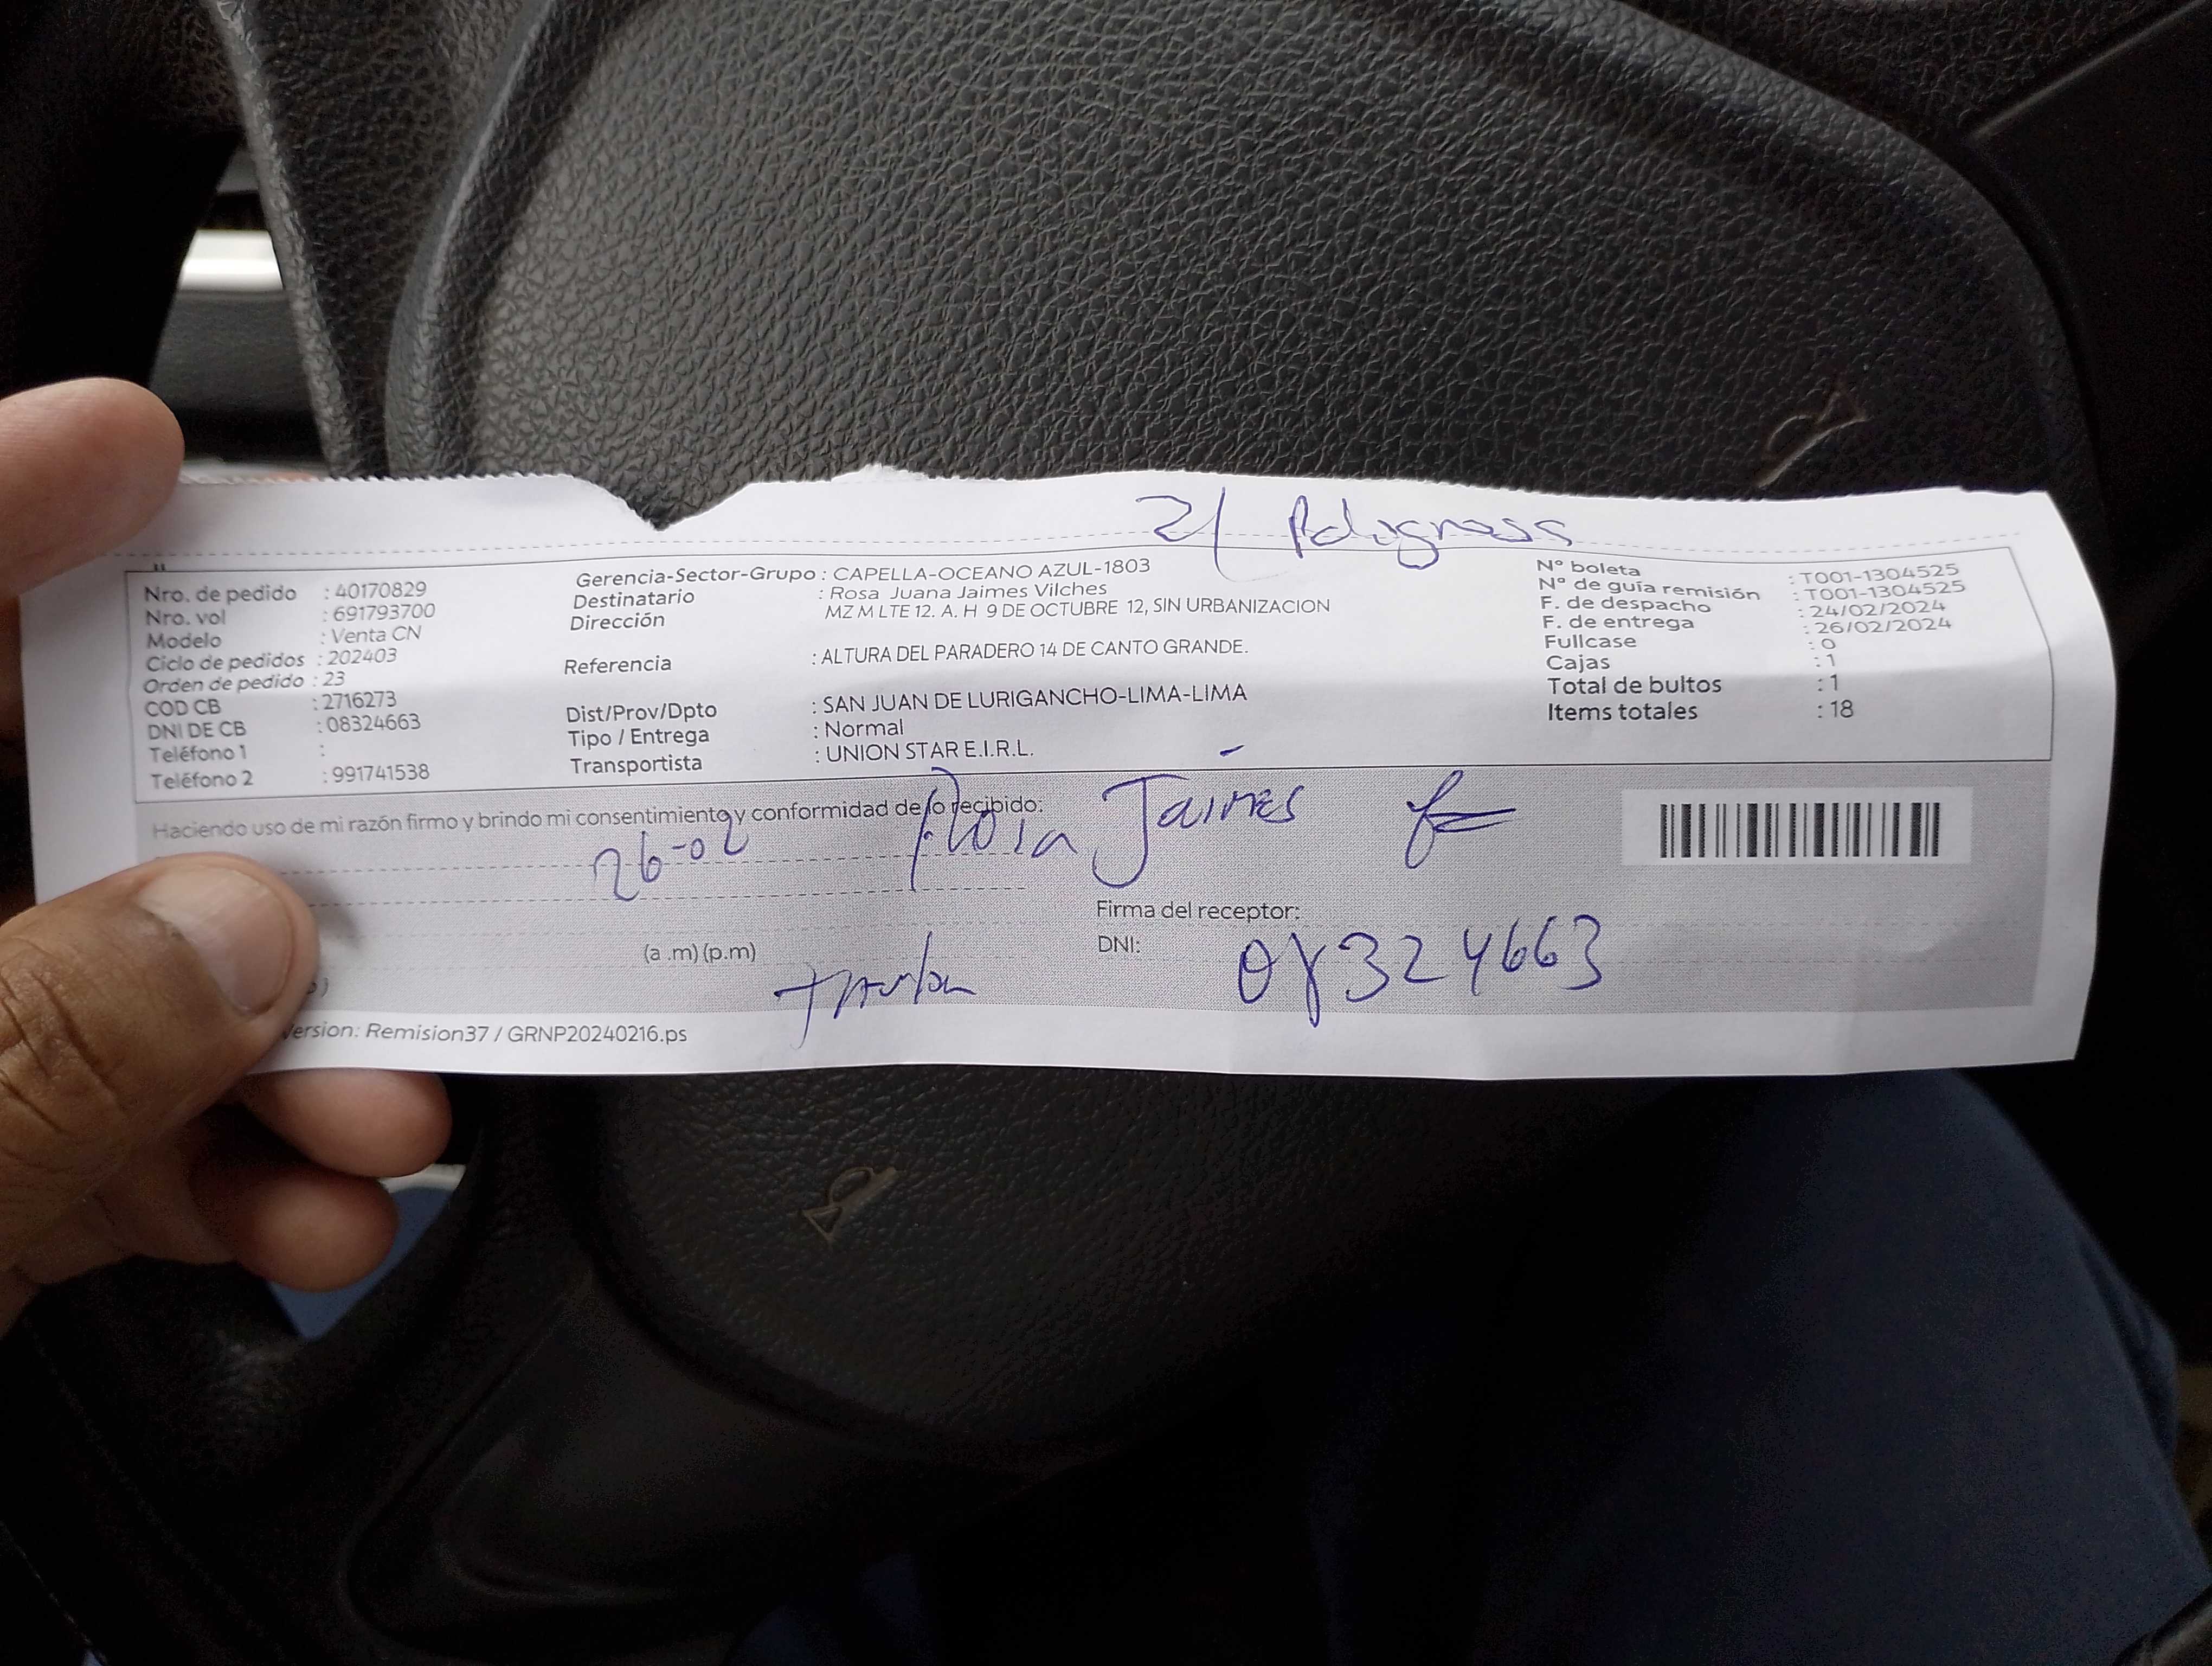 21 Poligness
Nro. de pedido : 40170829
Nro. vol : 691793700
Modelo : Venta CN
Ciclo de pedidos : 202403
Orden de pedido : 23
COD CB : 2716273
DNI DE CB : 08324663
Teléfono 1 :
Teléfono 2 : 991741538
Gerencia-Sector-Grupo : CAPELLA-OCEANO AZUL-1803
Destinatario : Rosa Juana Jaimes Vilches
Dirección MZ M LTE 12. A. H 9 DE OCTUBRE 12, SIN URBANIZACION
Referencia : ALTURA DEL PARADERO 14 DE CANTO GRANDE.
Dist/Prov/Dpto : SAN JUAN DE LURIGANCHO-LIMA-LIMA
Tipo / Entrega : Normal
Transportista : UNION STAR E.I.R.L.
N° boleta : T001-1304525
N° de guía remisión : T001-1304525
F. de despacho : 24/02/2024
F. de entrega : 26/02/2024
Fullcase : 0
Cajas : 1
Total de bultos : 1
Items totales : 18
Haciendo uso de mi razón firmo y brindo mi consentimiento y conformidad de lo recibido:
26-02 Rosa Jaimes
Firma del receptor:
(a .m) (p.m)
DNI: 08324663
ersion: Remision37 / GRNP20240216.ps